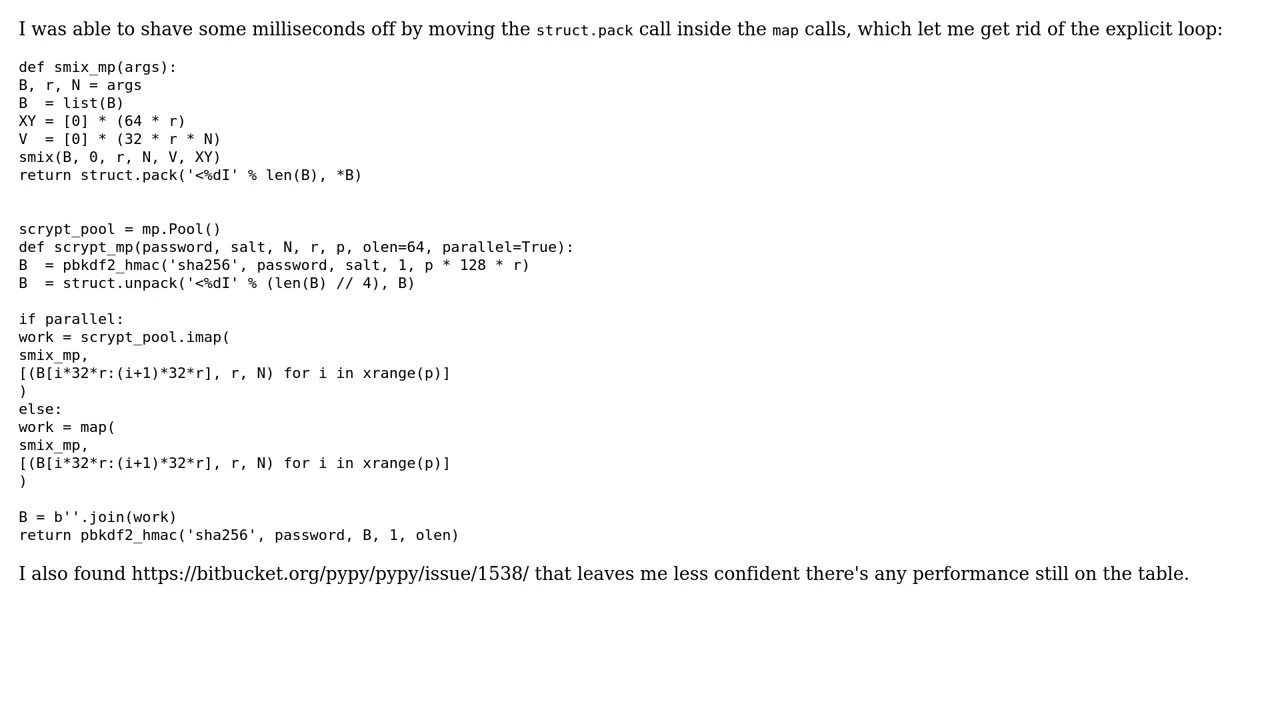 I was able to shave some milliseconds off by moving the struct.pack call inside the map calls, which let me get rid of the explicit loop:
def smix_mp(args):
B, r, N = args
B  = list(B)
XY = [0] * (64 * r)
V  = [0] * (32 * r * N)
smix(B, 0, r, N, V, XY)
return struct.pack('<%dI' % len(B), *B)
scrypt_pool = mp.Pool()
def scrypt_mp(password, salt, N, r, p, olen=64, parallel=True):
B  = pbkdf2_hmac('sha256', password, salt, 1, p * 128 * r)
B  = struct.unpack('<%dI' % (len(B) // 4), B)
if parallel:
work = scrypt_pool.imap(
smix_mp,
[(B[i*32*r:(i+1)*32*r], r, N) for i in xrange(p)]
)
else:
work = map(
smix_mp,
[(B[i*32*r:(i+1)*32*r], r, N) for i in xrange(p)]
)
B = b''.join(work)
return pbkdf2_hmac('sha256', password, B, 1, olen)
I also found https://bitbucket.org/pypy/pypy/issue/1538/ that leaves me less confident there's any performance still on the table.